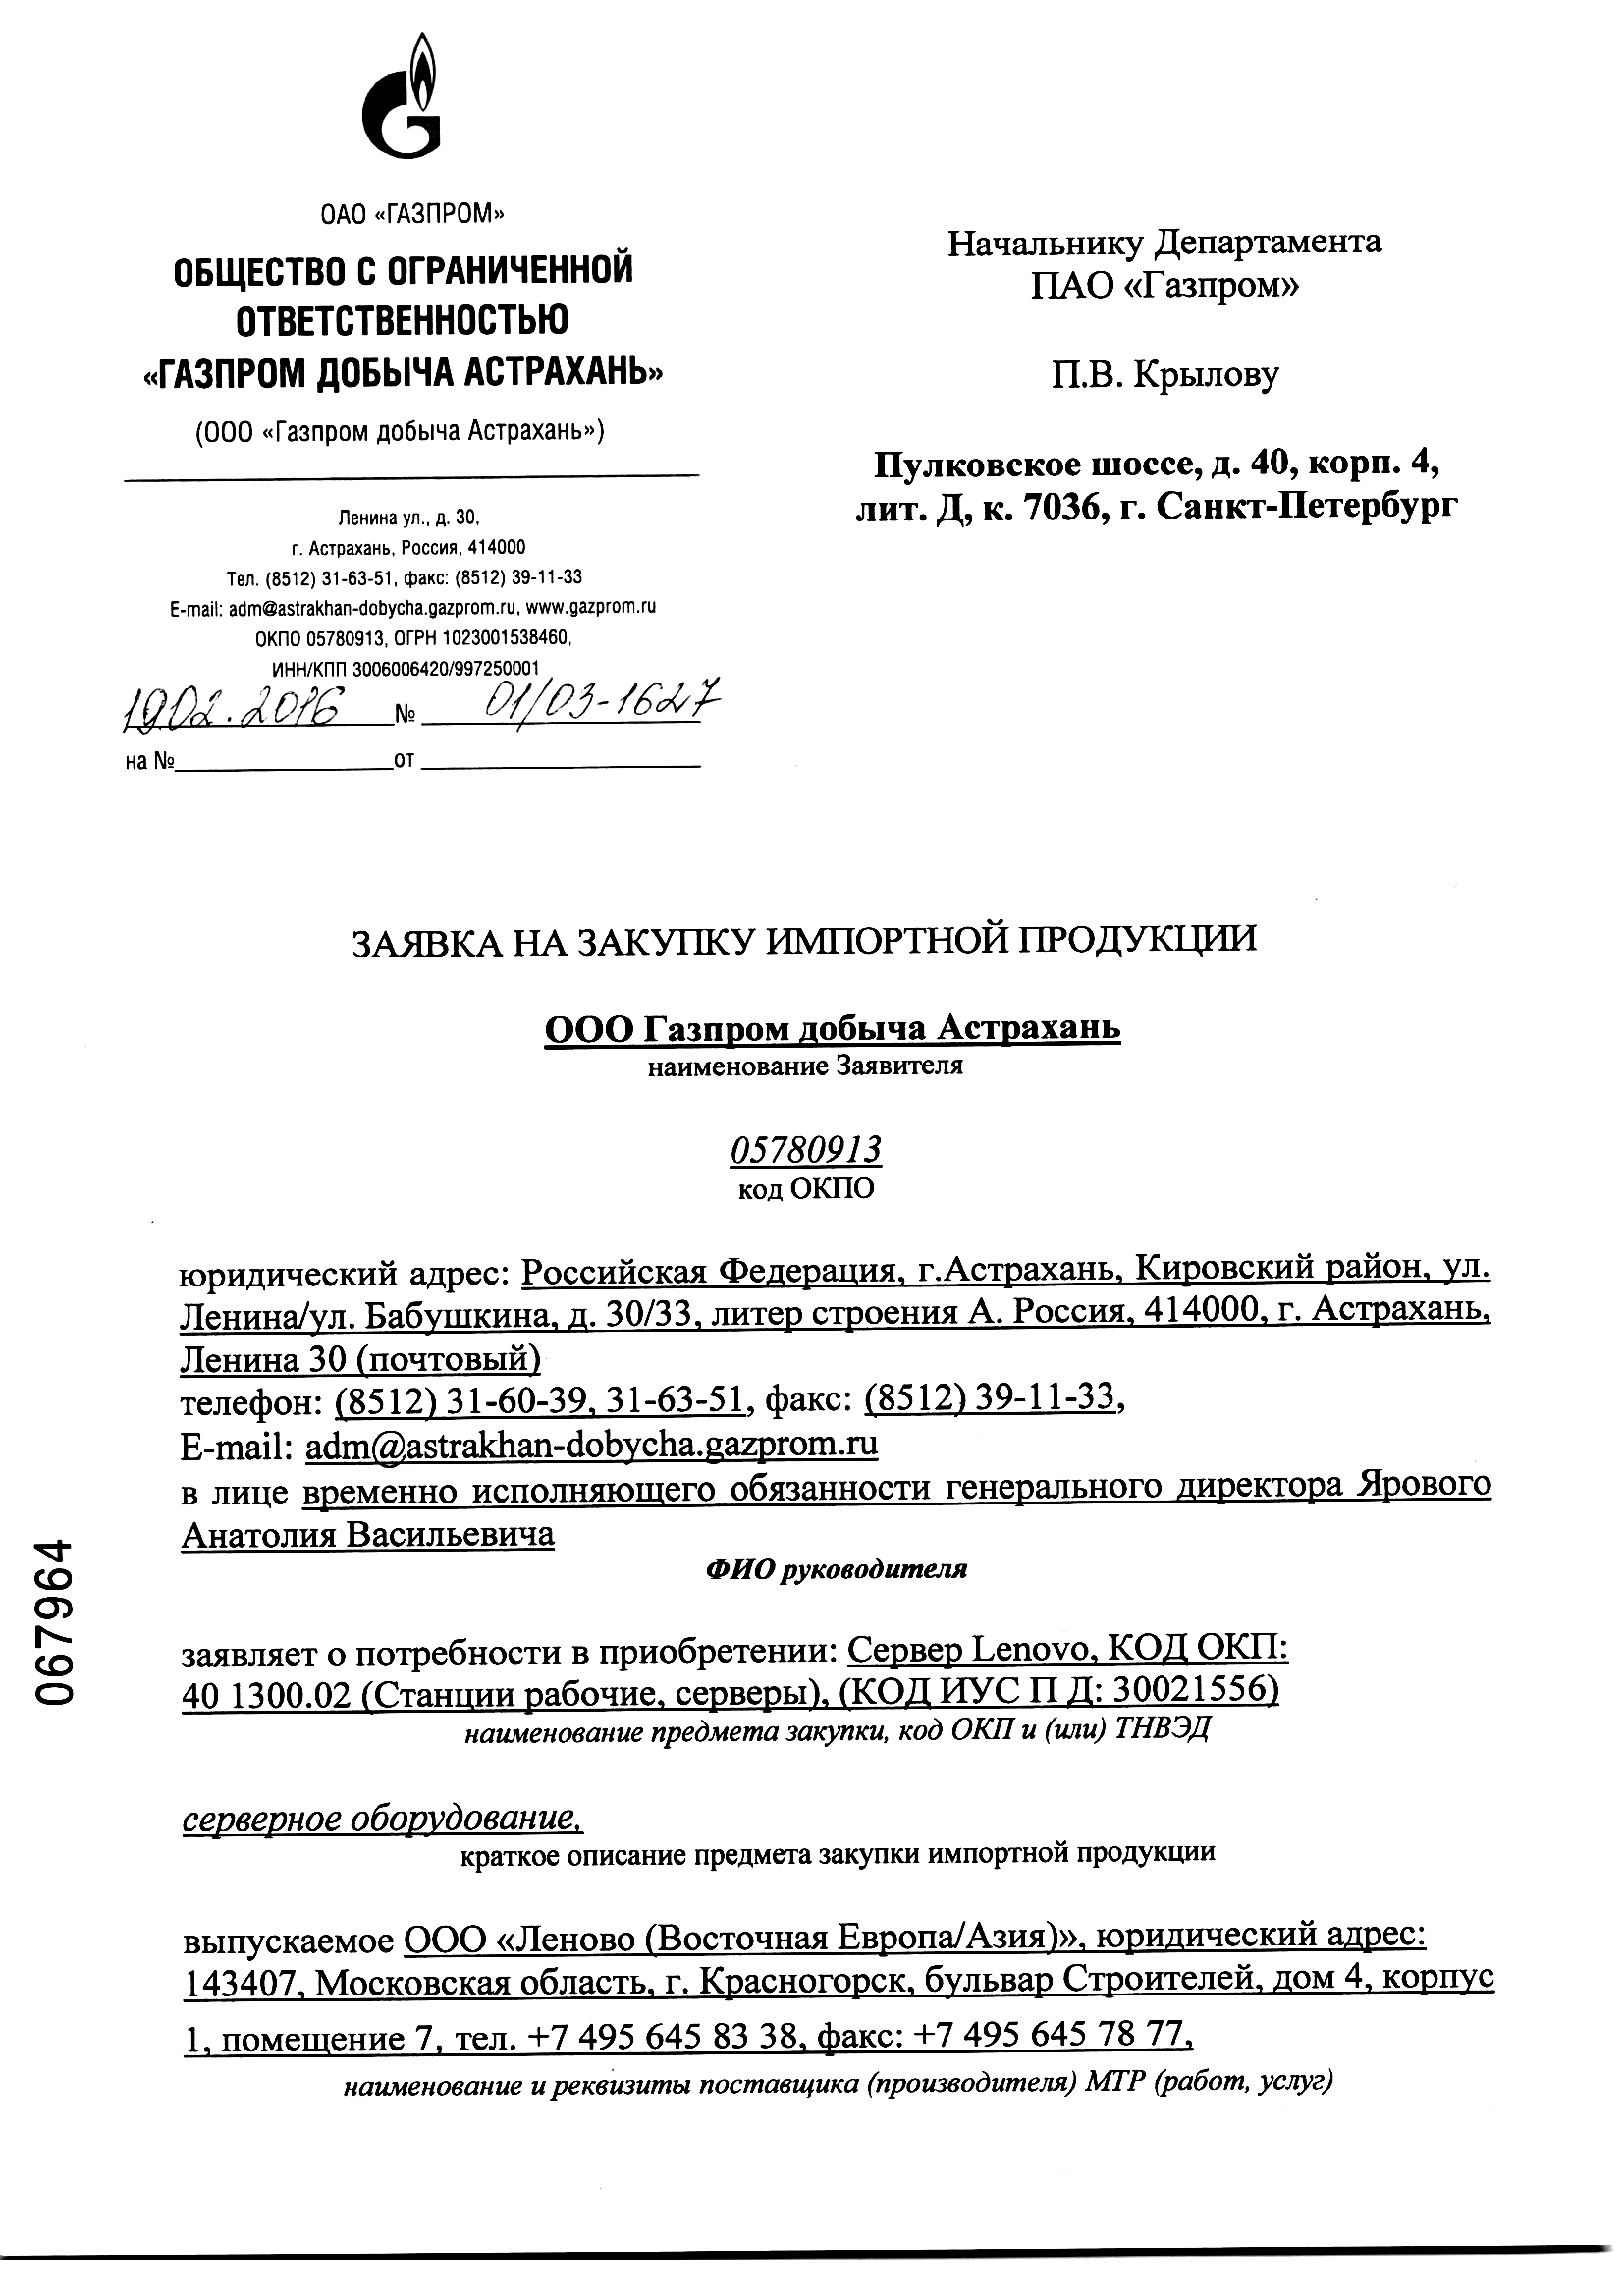 ОАО «ГАЗПРОМ»
ОБЩЕСТВО С ОГРАНИЧЕННОЙ
ОТВЕТСТВЕННОСТЬЮ
«ГАЗПРОМ ДОБЫЧА АСТРАХАНЬ»
(ООО «Газпром добыча Астрахань»)
Ленина ул., д. 30,
г. Астрахань, Россия, 414000
Тел. (8512) 31-63-51, факс: (8512) 39-11-33
E-mail: adm@astrakhan-dobycha.gazprom.ru, www.gazprom.ru
ОКПО 05780913, ОГРН 1023001538460,
ИНН/КПП 3006006420/997250001
19.02.2016 № 01/03-1627
на № от
Начальнику Департамента
ПАО «Газпром»
П.В. Крылову
Пулковское шоссе, д. 40, корп. 4,
лит. Д, к. 7036, г. Санкт-Петербург
ЗАЯВКА НА ЗАКУПКУ ИМПОРТНОЙ ПРОДУКЦИИ
ООО Газпром добыча Астрахань
наименование Заявителя
05780913
код ОКПО
юридический адрес: Российская Федерация, г.Астрахань, Кировский район, ул.
Ленина/ул. Бабушкина, д. 30/33, литер строения А. Россия, 414000, г. Астрахань,
Ленина 30 (почтовый)
телефон: (8512) 31-60-39, 31-63-51, факс: (8512) 39-11-33,
E-mail: adm@astrakhan-dobycha.gazprom.ru
в лице временно исполняющего обязанности генерального директора Ярового
Анатолия Васильевича
ФИО руководителя
заявляет о потребности в приобретении: Сервер Lenovo, КОД ОКП:
40 1300.02 (Станции рабочие, серверы), (КОД ИУС П Д: 30021556)
наименование предмета закупки, код ОКП и (или) ТНВЭД
серверное оборудование,
краткое описание предмета закупки импортной продукции
выпускаемое ООО «Леново (Восточная Европа/Азия)», юридический адрес:
143407, Московская область, г. Красногорск, бульвар Строителей, дом 4, корпус
1, помещение 7, тел. +7 495 645 83 38, факс: +7 495 645 78 77,
наименование и реквизиты поставщика (производителя) МТР (работ, услуг)
067964